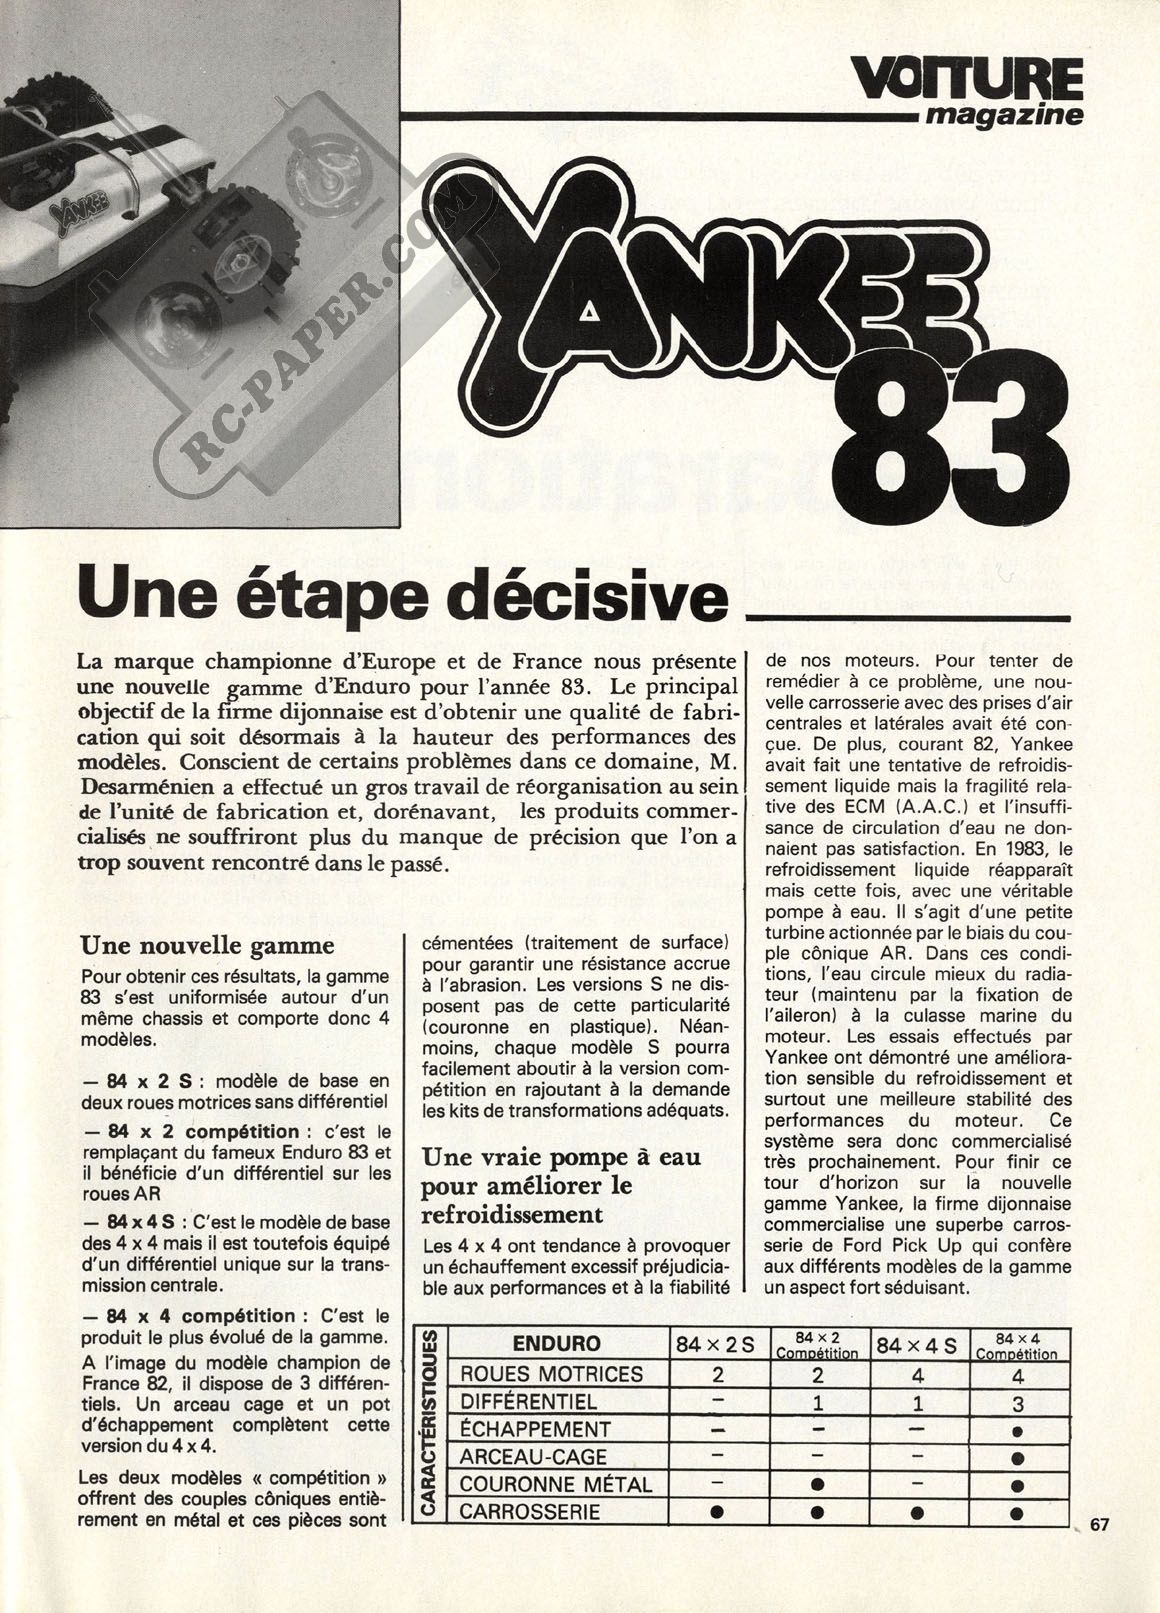 VOITURE
magazine
YANKEE
RC-PAPER.COM
YANKEE
83
Une étape décisive
La marque championne d'Europe et de France nous présente
une nouvelle gamme d'Enduro pour l'année 83. Le principal
objectif de la firme dijonnaise est d'obtenir une qualité de fabri-
cation qui soit désormais à la hauteur des performances des
modèles. Conscient de certains problèmes dans ce domaine, M.
Desarménien a effectué un gros travail de réorganisation au sein
de l'unité de fabrication et, dorénavant, les produits commer-
cialisés ne souffriront plus du manque de précision que l'on a
trop souvent rencontré dans le passé.
Une nouvelle gamme
Pour obtenir ces résultats, la gamme
83 s'est uniformisée autour d'un
même chassis et comporte donc 4
modèles.
— 84 x 2 S : modèle de base en
deux roues motrices sans différentiel
— 84 x 2 compétition : c'est le
remplaçant du fameux Enduro 83 et
il bénéficie d'un différentiel sur les
roues AR
— 84 x 4 S : C'est le modèle de base
des 4 x 4 mais il est toutefois équipé
d'un différentiel unique sur la trans-
mission centrale.
— 84 x 4 compétition : C'est le
produit le plus évolué de la gamme.
A l'image du modèle champion de
France 82, il dispose de 3 différen-
tiels. Un arceau cage et un pot
d'échappement complètent cette
version du 4 x 4.
Les deux modèles « compétition »
offrent des couples côniques entiè-
rement en métal et ces pièces sont
cémentées (traitement de surface)
pour garantir une résistance accrue
à l'abrasion. Les versions S ne dis-
posent pas de cette particularité
(couronne en plastique). Néan-
moins, chaque modèle S pourra
facilement aboutir à la version com-
pétition en rajoutant à la demande
les kits de transformations adéquats.
Une vraie pompe à eau
pour améliorer le
refroidissement
Les 4 x 4 ont tendance à provoquer
un échauffement excessif préjudicia-
ble aux performances et à la fiabilité
de nos moteurs. Pour tenter de
remédier à ce problème, une nou-
velle carrosserie avec des prises d'air
centrales et latérales avait été con-
çue. De plus, courant 82, Yankee
avait fait une tentative de refroidis-
sement liquide mais la fragilité rela-
tive des ECM (A.A.C.) et l'insuffi-
sance de circulation d'eau ne don-
naient pas satisfaction. En 1983, le
refroidissement liquide réapparaît
mais cette fois, avec une véritable
pompe à eau. Il s'agit d'une petite
turbine actionnée par le biais du cou-
ple cônique AR. Dans ces condi-
tions, l'eau circule mieux du radia-
teur (maintenu par la fixation de
l'aileron) à la culasse marine du
moteur. Les essais effectués par
Yankee ont démontré une améliora-
tion sensible du refroidissement et
surtout une meilleure stabilité des
performances du moteur. Ce
système sera donc commercialisé
très prochainement. Pour finir ce
tour d'horizon sur la nouvelle
gamme Yankee, la firme dijonnaise
commercialise une superbe carros-
serie de Ford Pick Up qui confère
aux différents modèles de la gamme
un aspect fort séduisant.
CARACTÉRISTIQUES
ENDURO 84 × 2 S 84 × 2 Compétition 84 × 4 S 84 × 4 Compétition
ROUES MOTRICES 2 2 4 4
DIFFÉRENTIEL – 1 1 3
ÉCHAPPEMENT – – – ●
ARCEAU-CAGE – – – ●
COURONNE MÉTAL – ● – ●
CARROSSERIE ● ● ● ●
67